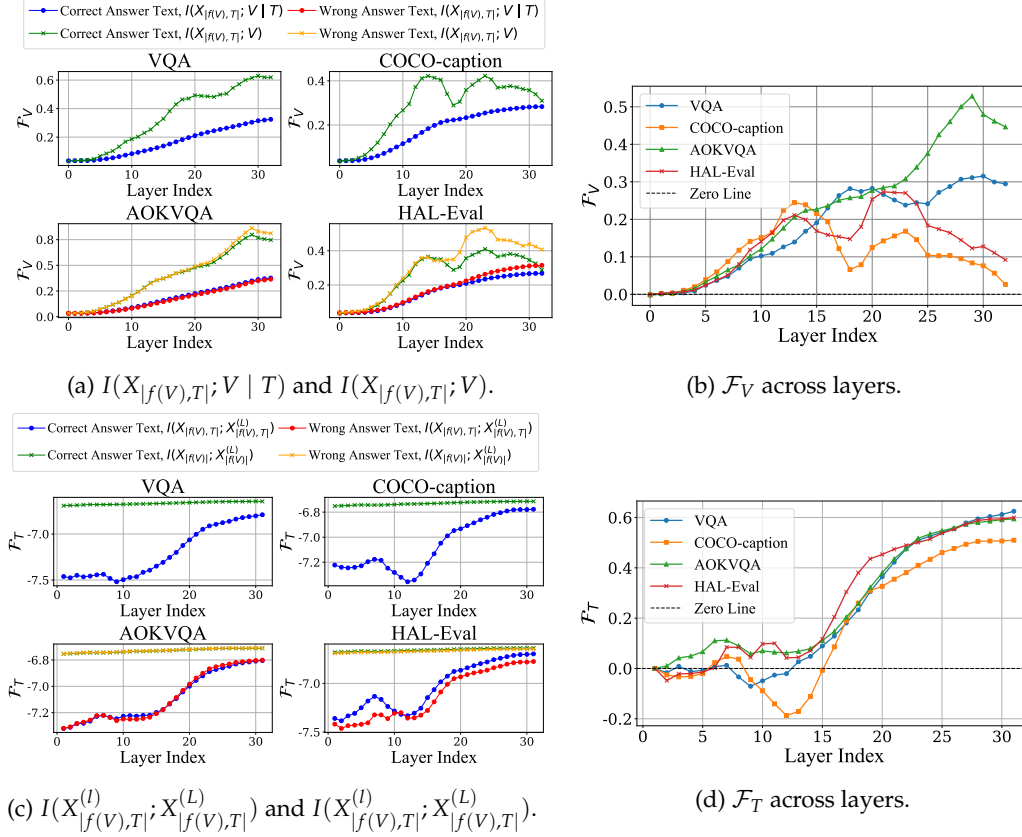 Correct Answer Text, I(X_{|f(V),T|}; V | T)
Wrong Answer Text, I(X_{|f(V),T|}; V | T)
Correct Answer Text, I(X_{|f(V),T|}; V)
Wrong Answer Text, I(X_{|f(V),T|}; V)
VQA
0.6
0.4
0.2
F_V
0 10 20 30
Layer Index
COCO-caption
0.4
0.2
F_V
0 10 20 30
Layer Index
AOKVQA
0.8
0.5
0.2
0.0
F_V
0 10 20 30
Layer Index
HAL-Eval
0.4
0.2
F_V
0 10 20 30
Layer Index
(a) I(X_{|f(V),T|}; V | T) and I(X_{|f(V),T|}; V).
VQA
COCO-caption
AOKVQA
HAL-Eval
Zero Line
0.5
0.4
0.3
0.2
0.1
0.0
F_V
0 5 10 15 20 25 30
Layer Index
(b) F_V across layers.
Correct Answer Text, I(X_{|f(V),T|}; X^{(L)}_{|f(V),T|})
Wrong Answer Text, I(X_{|f(V),T|}; X^{(L)}_{|f(V),T|})
Correct Answer Text, I(X_{|f(V)|}; X^{(L)}_{|f(V)|})
Wrong Answer Text, I(X_{|f(V)|}; X^{(L)}_{|f(V)|})
VQA
-7.0
-7.5
F_T
0 10 20 30
Layer Index
COCO-caption
-7.0
-7.2
F_T
0 10 20 30
Layer Index
AOKVQA
-6.8
-7.0
-7.2
F_T
0 10 20 30
Layer Index
HAL-Eval
-7.0
-7.5
F_T
0 10 20 30
Layer Index
(c) I(X^{(l)}_{|f(V),T|}; X^{(L)}_{|f(V),T|}) and I(X^{(l)}_{|f(V),T|}; X^{(L)}_{|f(V),T|}).
VQA
COCO-caption
AOKVQA
HAL-Eval
Zero Line
0.6
0.4
0.2
0.0
-0.2
F_T
0 5 10 15 20 25 30
Layer Index
(d) F_T across layers.